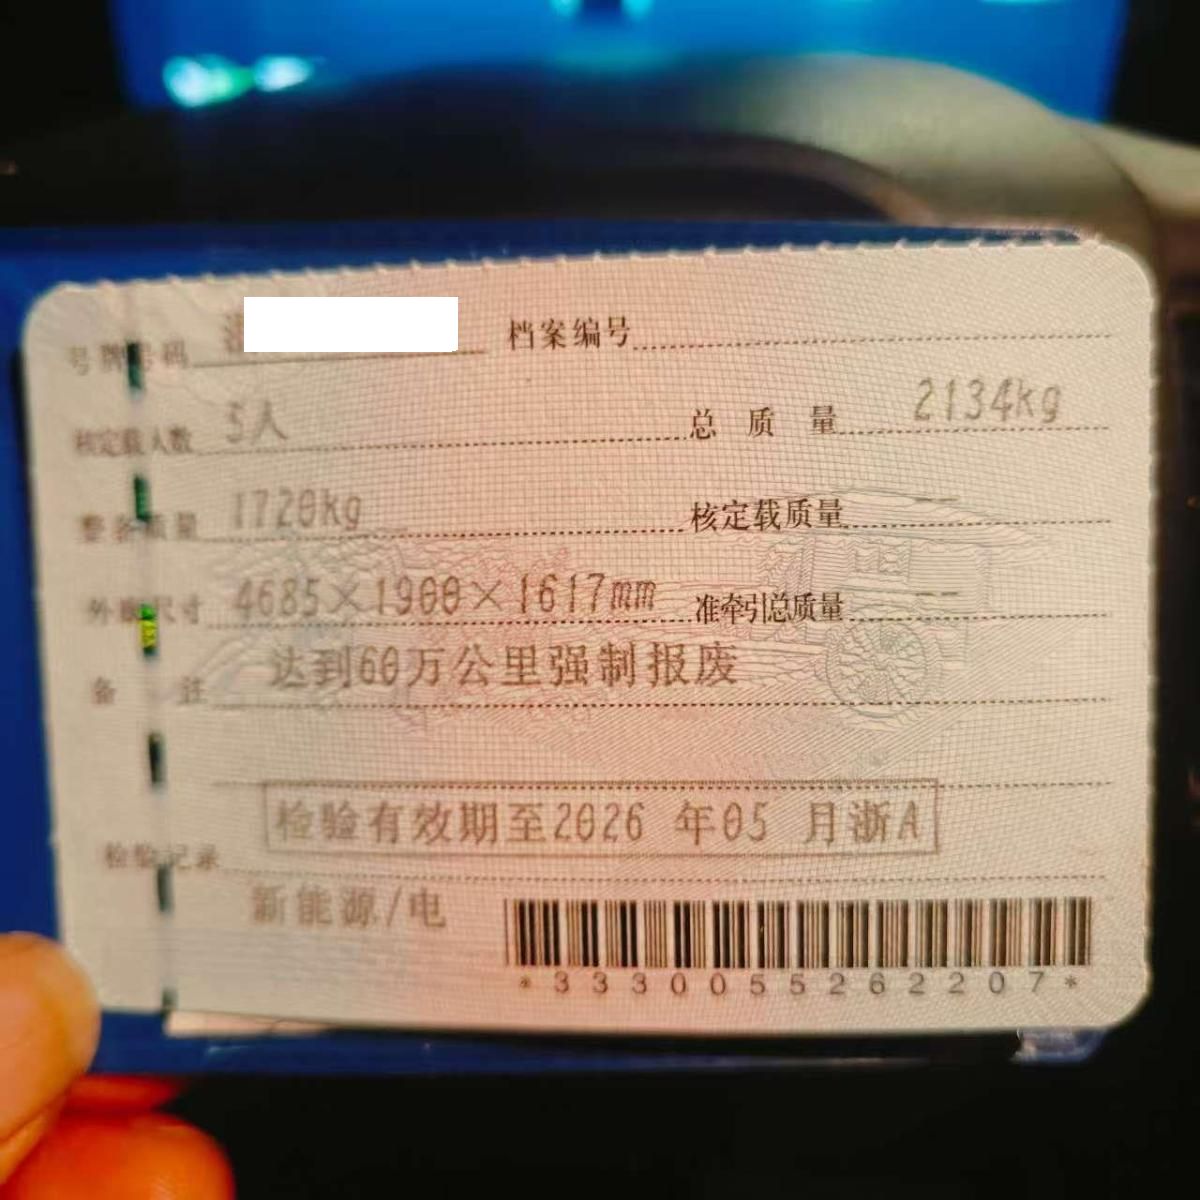 号牌号码 浙 档案编号
核定载人数 5人 总质量 2134kg
整备质量 1720kg 核定载质量 --
外廓尺寸 4685×1900×1617mm 准牵引总质量 --
备注 达到60万公里强制报废
检验有效期至2026 年05 月浙A
检验记录
新能源/电
*3330055262207*